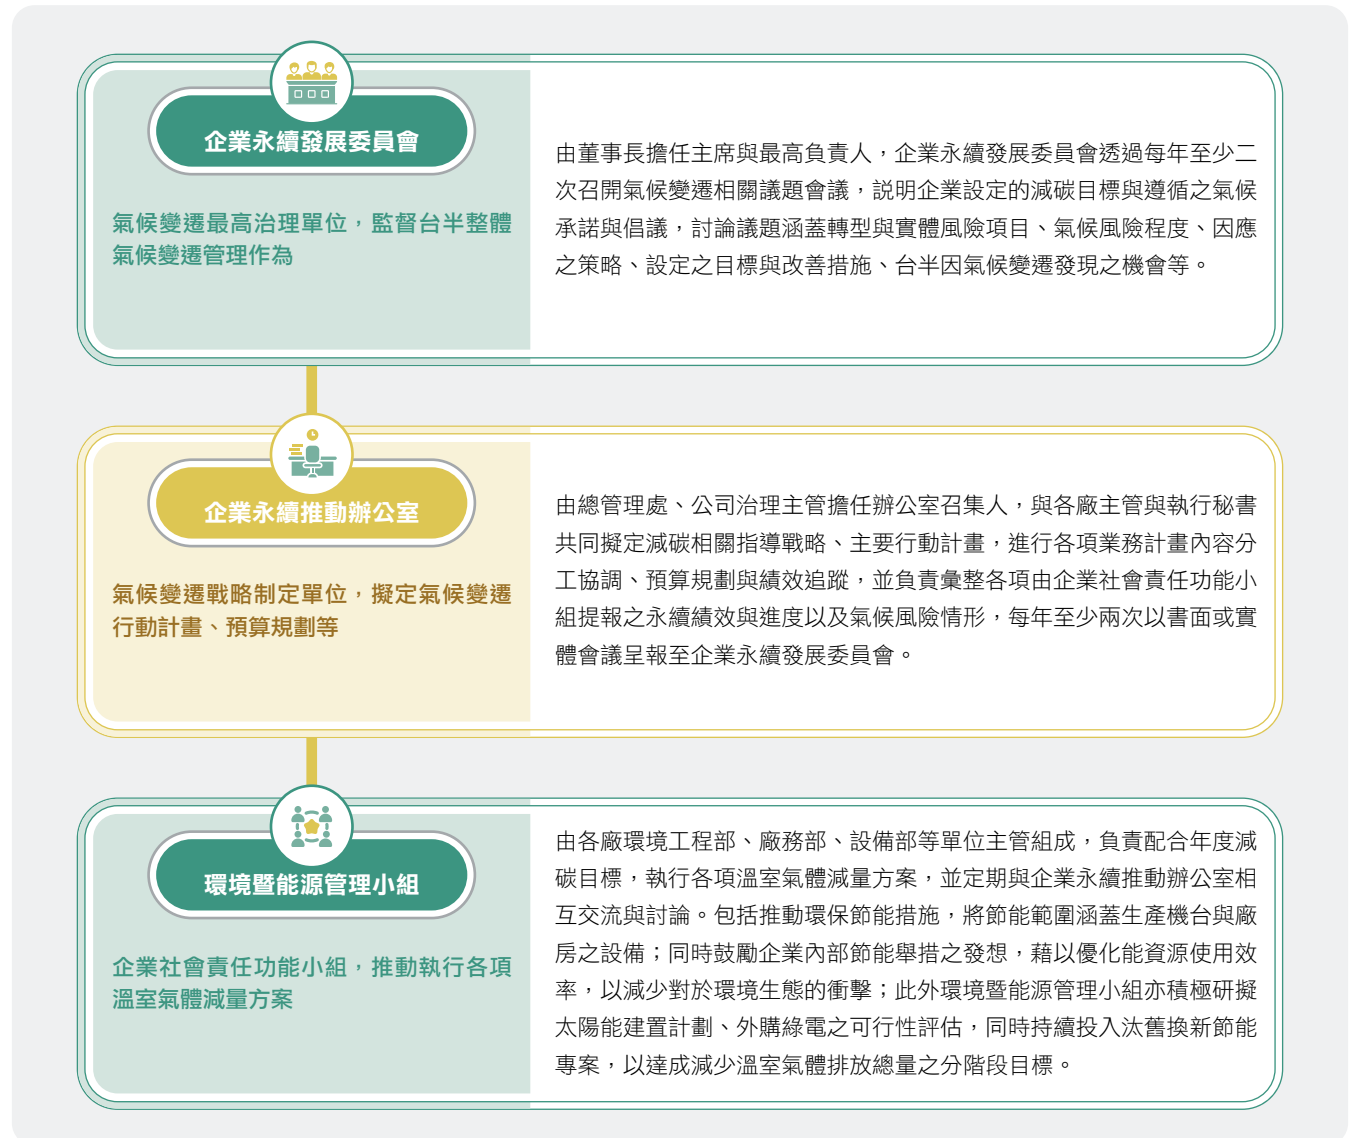 企業永續發展委員會
氣候變遷最高治理單位，監督台半整體
氣候變遷管理作為
由董事長擔任主席與最高負責人，企業永續發展委員會透過每年至少二
次召開氣候變遷相關議題會議，説明企業設定的減碳目標與遵循之氣候
承諾與倡議，討論議題涵蓋轉型與實體風險項目、氣候風險程度、因應
之策略、設定之目標與改善措施、台半因氣候變遷發現之機會等。
企業永續推動辦公室
氣候變遷戰略制定單位，擬定氣候變遷
行動計畫、預算規劃等
由總管理處、公司治理主管擔任辦公室召集人，與各廠主管與執行秘書
共同擬定減碳相關指導戰略、主要行動計畫，進行各項業務計畫內容分
工協調、預算規劃與績效追蹤，並負責彙整各項由企業社會責任功能小
組提報之永續績效與進度以及氣候風險情形，每年至少兩次以書面或實
體會議呈報至企業永續發展委員會。
環境暨能源管理小組
企業社會責任功能小組，推動執行各項
溫室氣體減量方案
由各廠環境工程部、廠務部、設備部等單位主管組成，負責配合年度減
碳目標，執行各項溫室氣體減量方案，並定期與企業永續推動辦公室相
互交流與討論。包括推動環保節能措施，將節能範圍涵蓋生產機台與廠
房之設備；同時鼓勵企業內部節能舉措之發想，藉以優化能資源使用效
率，以減少對於環境生態的衝擊；此外環境暨能源管理小組亦積極研擬
太陽能建置計劃、外購綠電之可行性評估，同時持續投入汰舊換新節能
專案，以達成減少溫室氣體排放總量之分階段目標。